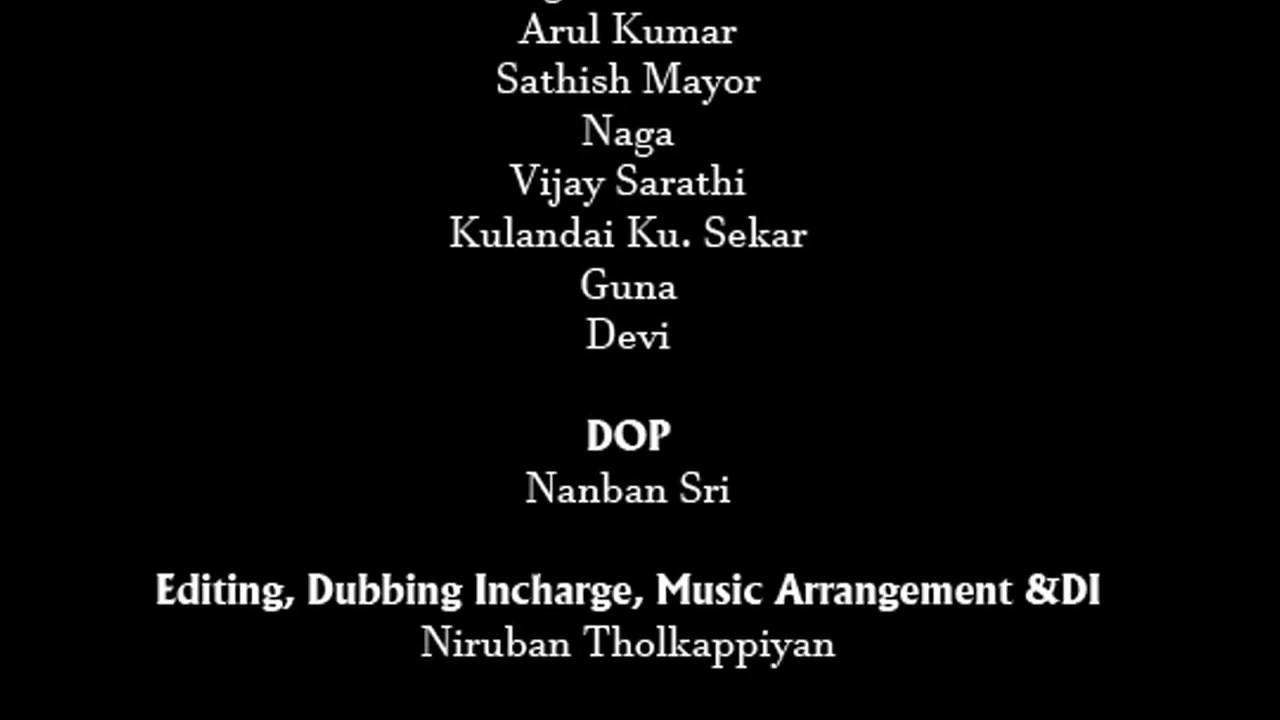 Arul Kumar
Sathish Mayor
Naga
Vijay Sarathi
Kulandai Ku. Sekar
Guna
Devi
DOP
Nanban Sri
Editing, Dubbing Incharge, Music Arrangement &DI
Niruban Tholkappiyan